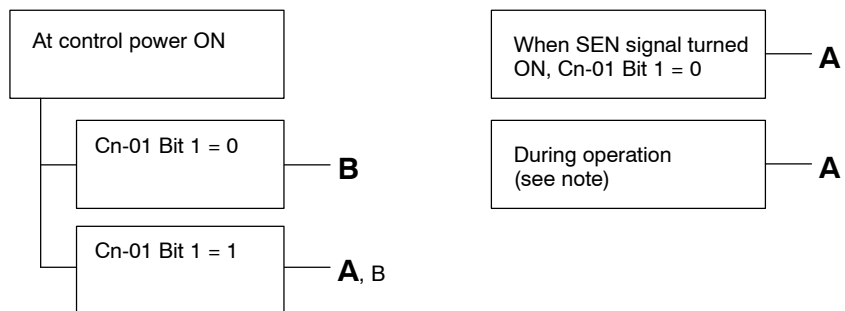 At control power ON
Cn-01 Bit 1 = 0
B
Cn-01 Bit 1 = 1
A, B
When SEN signal turned
ON, Cn-01 Bit 1 = 0
A
During operation
(see note)
A